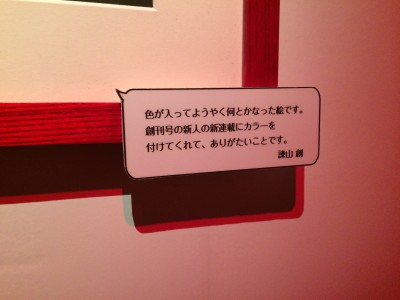 色が入ってようやく何とかなった絵です。
創刊号の新人の新連載にカラーを
付けてくれて、ありがたいことです。
諫山 創